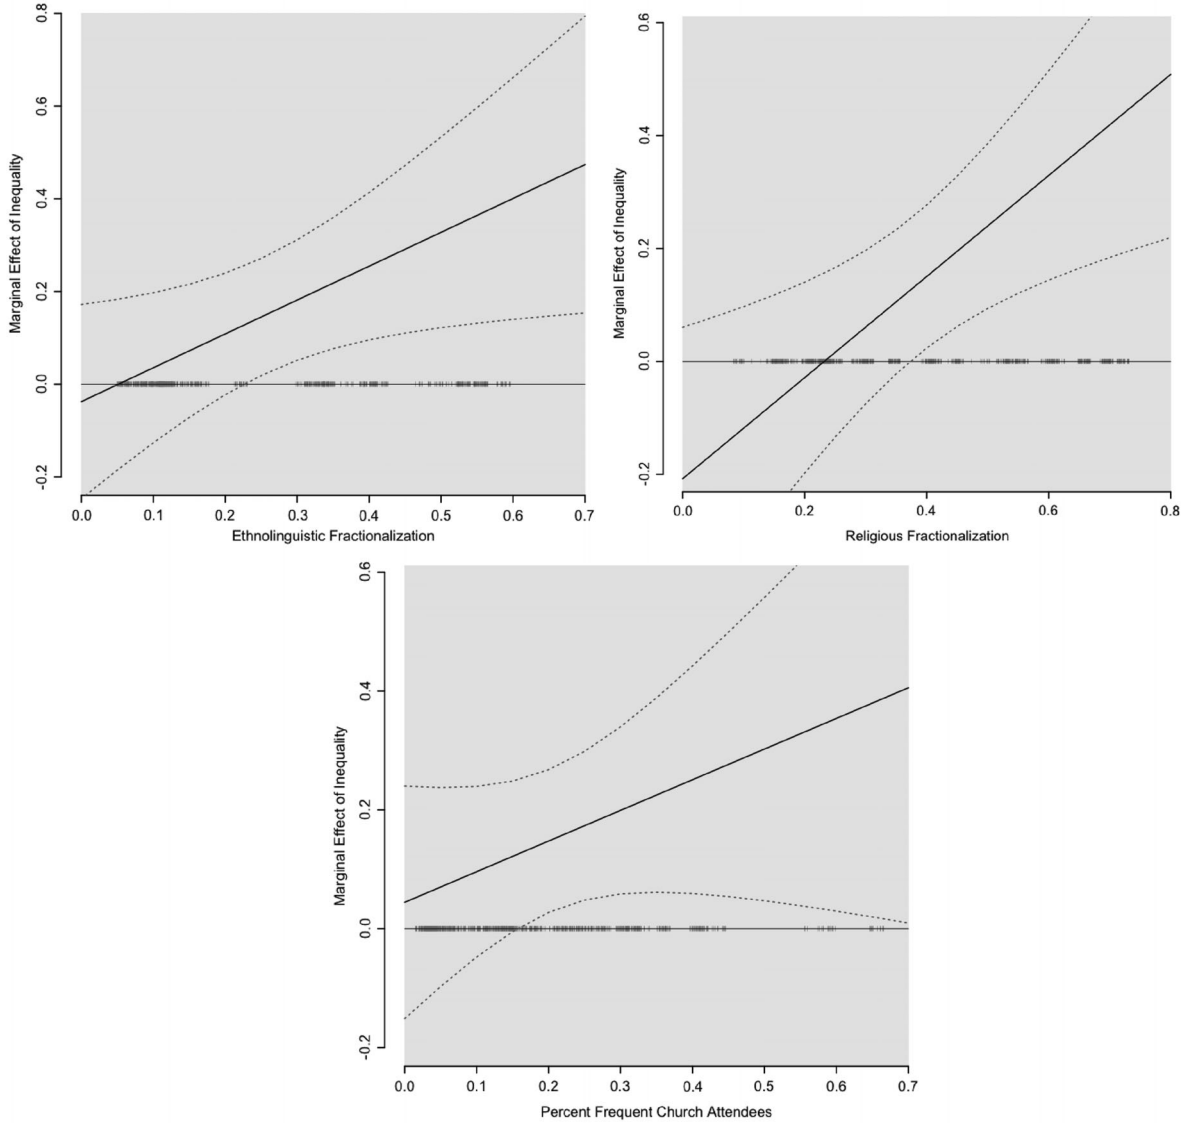 0.8
0.6
0.4
0.2
0.0
-0.2
Marginal Effect of Inequality
0.0 0.1 0.2 0.3 0.4 0.5 0.6 0.7
Ethnolinguistic Fractionalization
0.6
0.4
0.2
0.0
-0.2
Marginal Effect of Inequality
0.0 0.2 0.4 0.6 0.8
Religious Fractionalization
0.6
0.4
0.2
0.0
-0.2
Marginal Effect of Inequality
0.0 0.1 0.2 0.3 0.4 0.5 0.6 0.7
Percent Frequent Church Attendees